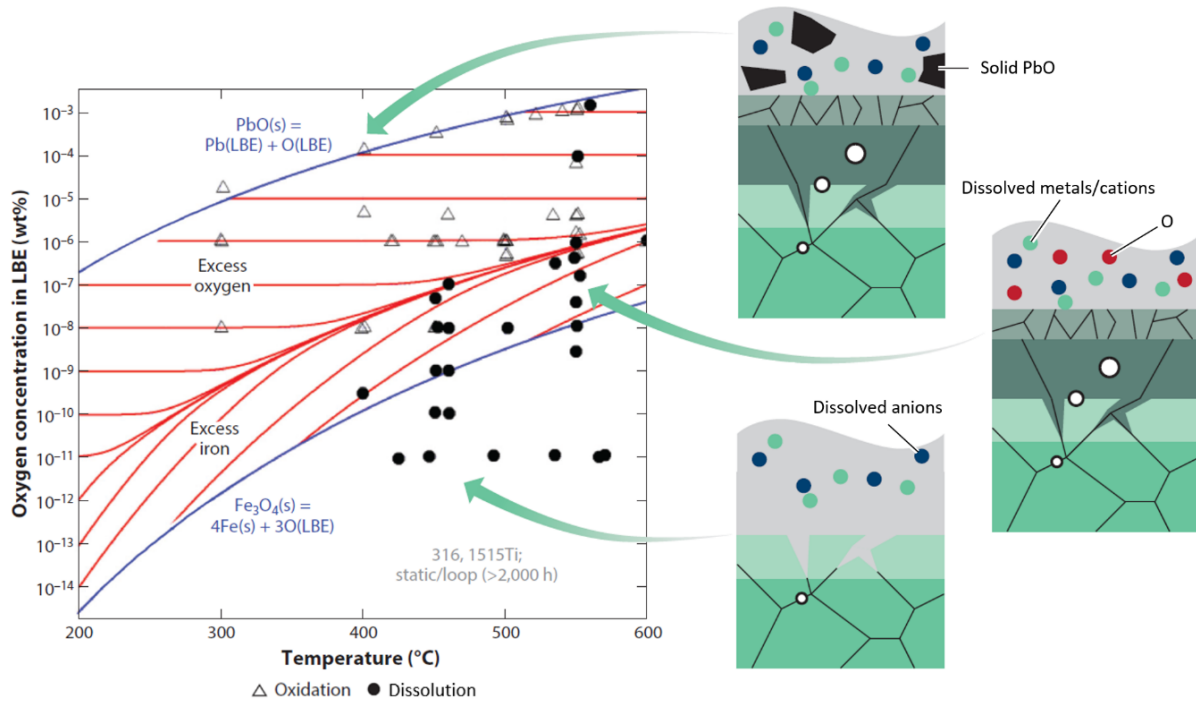 Solid PbO
Dissolved metals/cations
O
Dissolved anions
Oxygen concentration in LBE (wt%)
10⁻³
10⁻⁴
10⁻⁵
10⁻⁶
10⁻⁷
10⁻⁸
10⁻⁹
10⁻¹⁰
10⁻¹¹
10⁻¹²
10⁻¹³
10⁻¹⁴
PbO(s) =
Pb(LBE) + O(LBE)
Excess
oxygen
Excess
iron
Fe₃O₄(s) =
4Fe(s) + 3O(LBE)
316, 1515Ti;
static/loop (>2,000 h)
200
300
400
500
600
Temperature (°C)
Oxidation
Dissolution